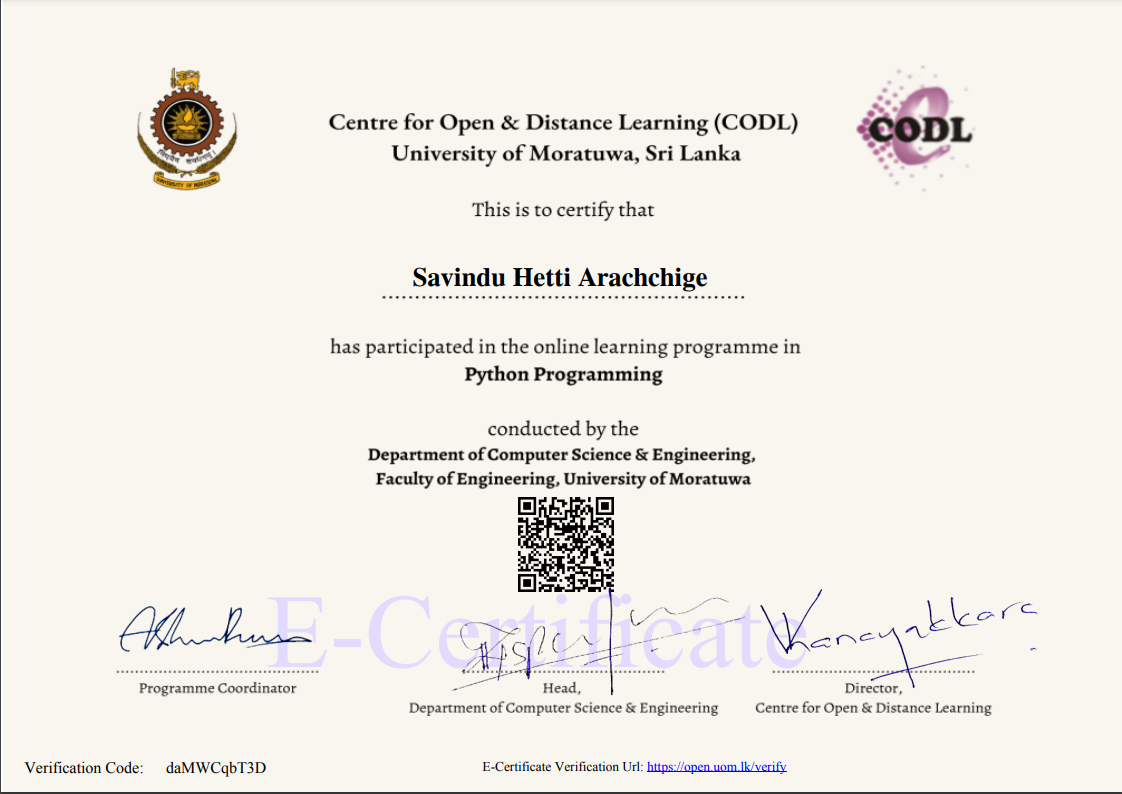 Centre for Open & Distance Learning (CODL)
University of Moratuwa, Sri Lanka
CODL
UNIVERSITY OF MORATUWA
This is to certify that
Savindu Hetti Arachchige
has participated in the online learning programme in
Python Programming
conducted by the
Department of Computer Science & Engineering,
Faculty of Engineering, University of Moratuwa
E-Certificate
Programme Coordinator
Head,
Department of Computer Science & Engineering
Director,
Centre for Open & Distance Learning
Verification Code: daMWCqbT3D
E-Certificate Verification Url: https://open.uom.lk/verify